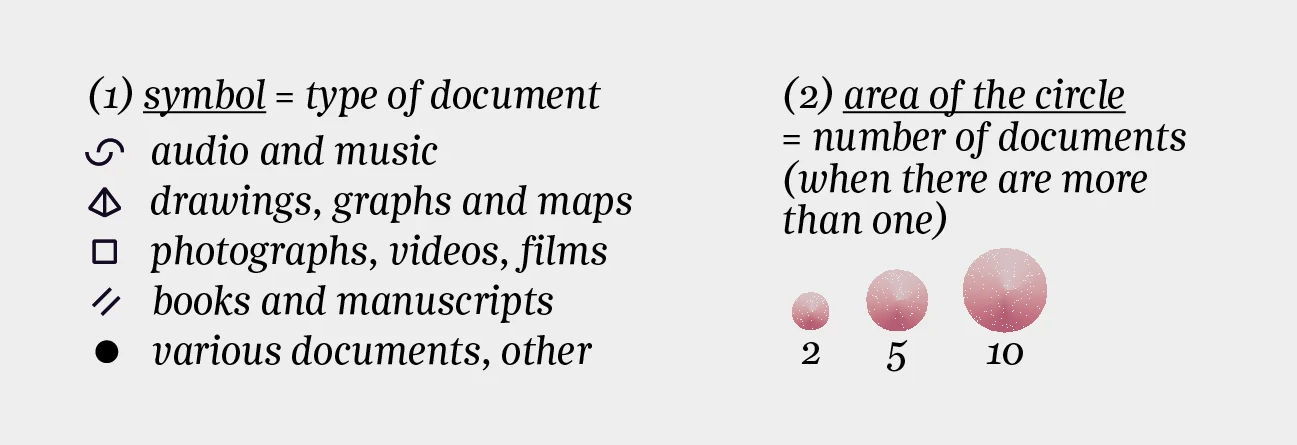 (1) symbol = type of document
audio and music
drawings, graphs and maps
photographs, videos, films
books and manuscripts
various documents, other
(2) area of the circle
= number of documents
(when there are more
than one)
2 5 10